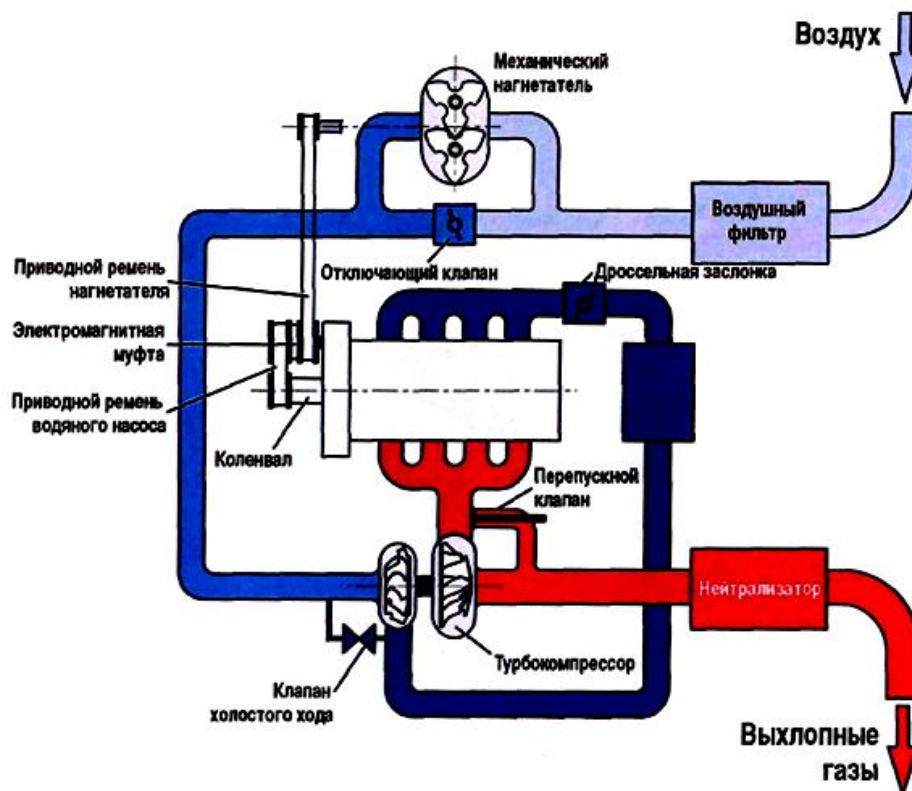 Воздух
Механический
нагнетатель
Воздушный
фильтр
Отключающий клапан
Дроссельная заслонка
Приводной ремень
нагнетателя
Электромагнитная
муфта
Приводной ремень
водяного насоса
Коленвал
Перепускной
клапан
Нейтрализатор
Турбокомпрессор
Клапан
холостого хода
Выхлопные
газы